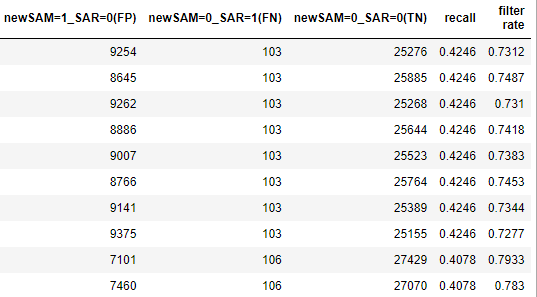 newSAM=1_SAR=0(FP) newSAM=0_SAR=1(FN) newSAM=0_SAR=0(TN) recall filter
rate
9254 103 25276 0.4246 0.7312
8645 103 25885 0.4246 0.7487
9262 103 25268 0.4246 0.731
8886 103 25644 0.4246 0.7418
9007 103 25523 0.4246 0.7383
8766 103 25764 0.4246 0.7453
9141 103 25389 0.4246 0.7344
9375 103 25155 0.4246 0.7277
7101 106 27429 0.4078 0.7933
7460 106 27070 0.4078 0.783